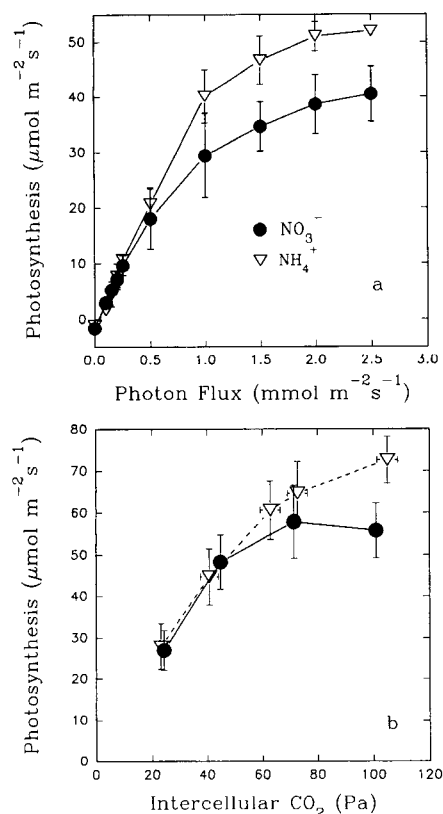 50
40
30
20
10
0
Photosynthesis (μmol m⁻² s⁻¹)
NO₃⁻
NH₄⁺
a
0.0 0.5 1.0 1.5 2.0 2.5 3.0
Photon Flux (mmol m⁻² s⁻¹)
80
70
60
50
40
30
20
10
0
Photosynthesis (μmol m⁻² s⁻¹)
b
0 20 40 60 80 100 120
Intercellular CO₂ (Pa)